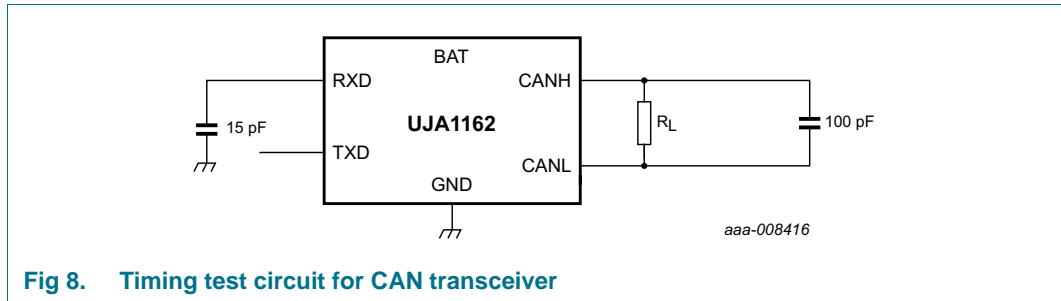 BAT
RXD
CANH
15 pF
UJA1162
RL
100 pF
TXD
CANL
GND
aaa-008416
Fig 8. Timing test circuit for CAN transceiver